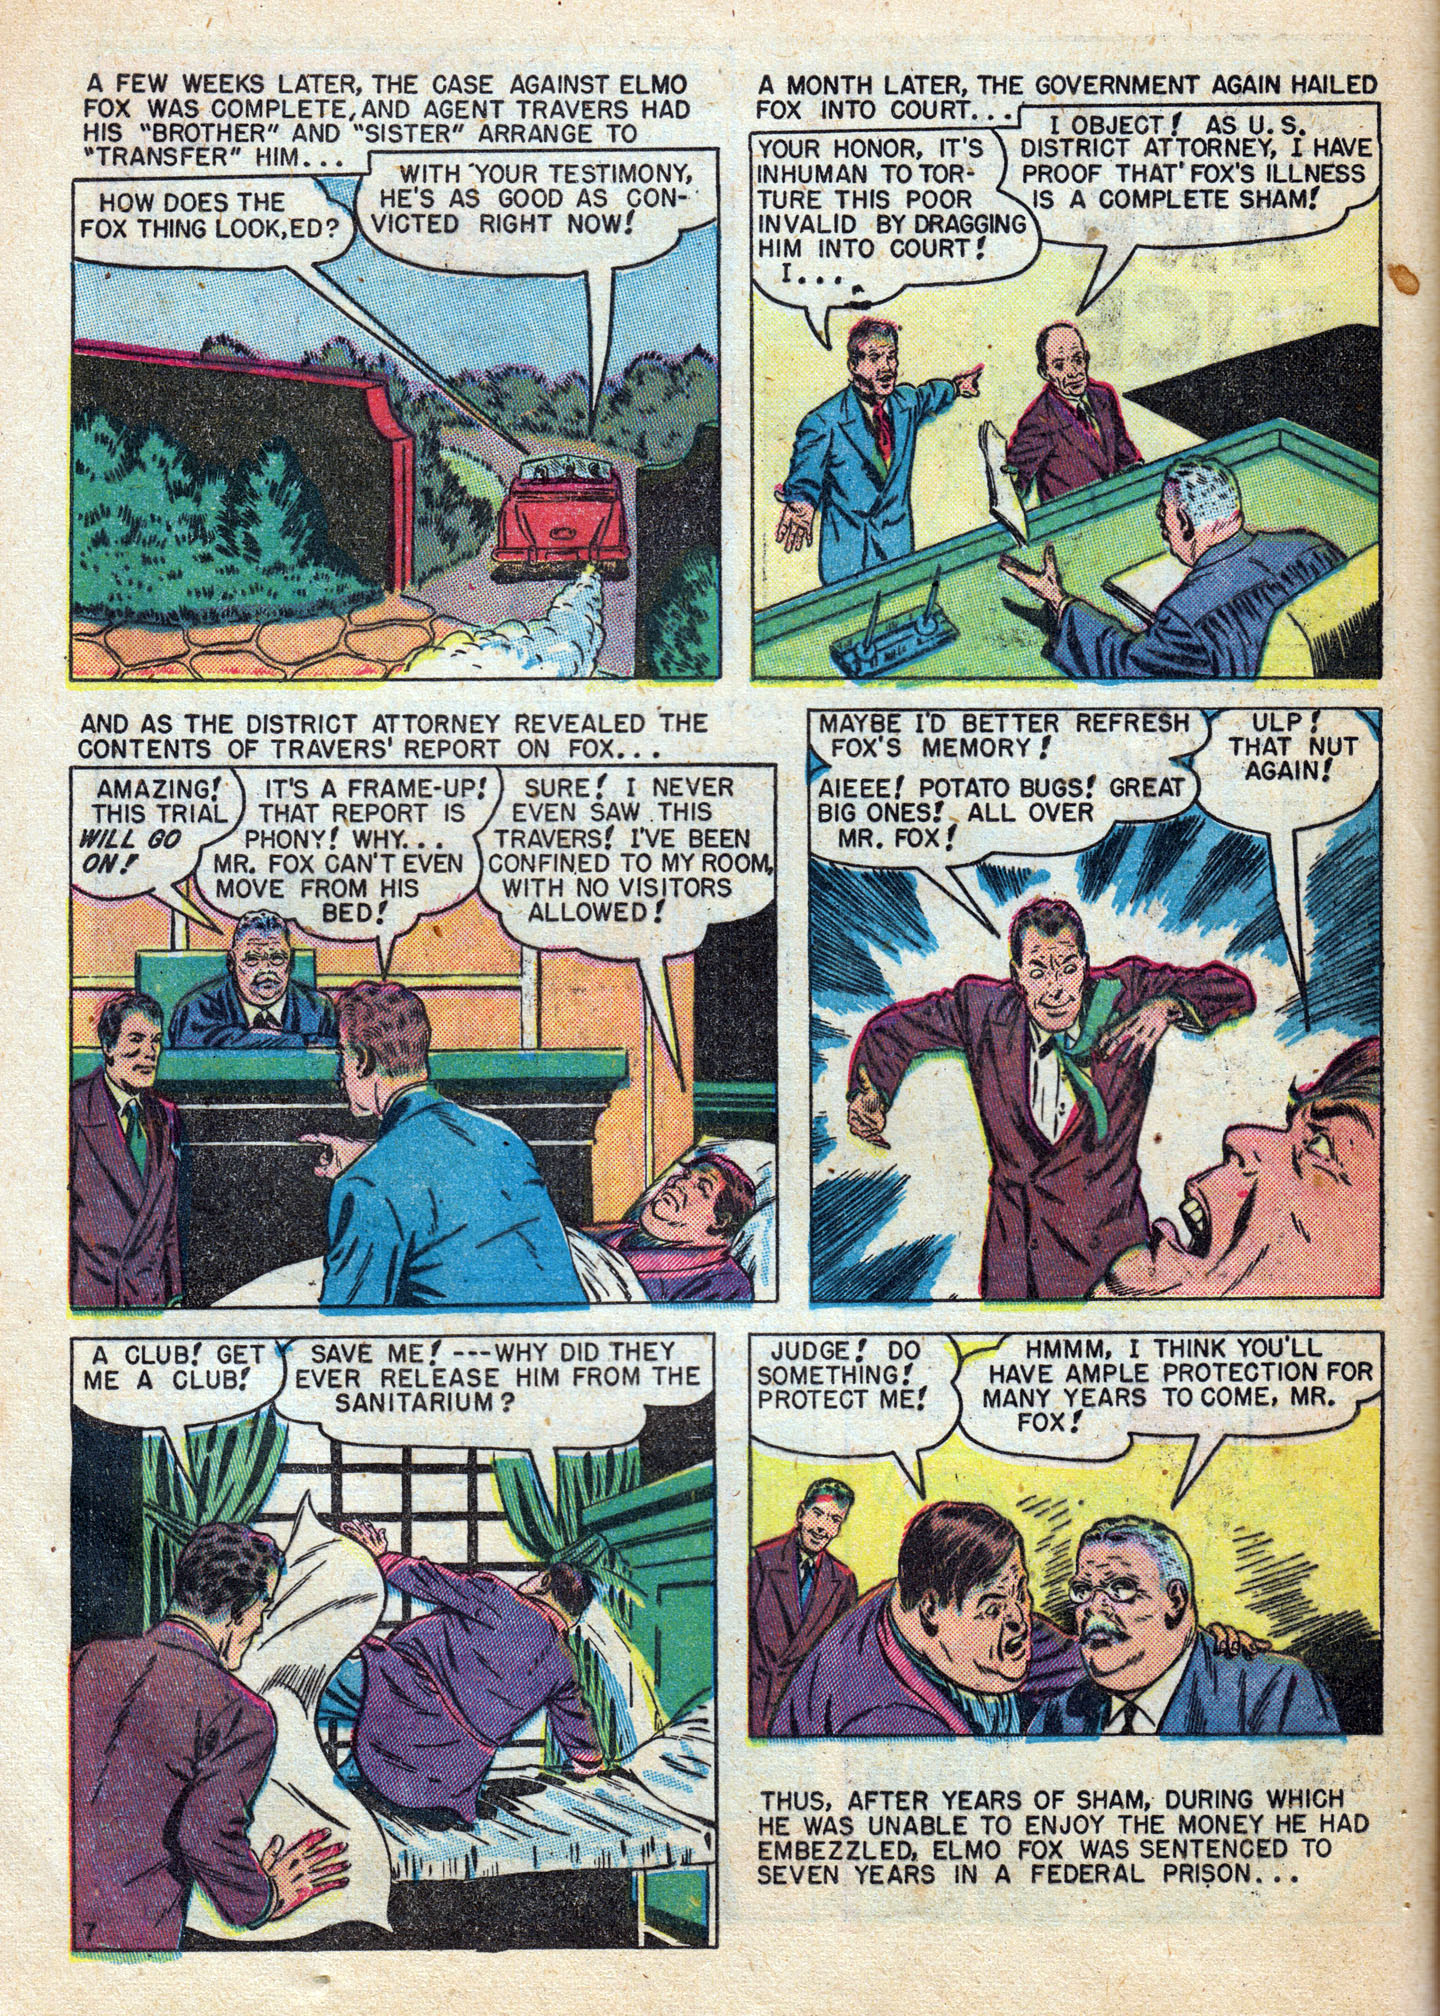 A FEW WEEKS LATER, THE CASE AGAINST ELMO
FOX WAS COMPLETE, AND AGENT TRAVERS HAD
HIS "BROTHER" AND "SISTER" ARRANGE TO
"TRANSFER" HIM...
HOW DOES THE
FOX THING LOOK, ED?
WITH YOUR TESTIMONY,
HE'S AS GOOD AS CON-
VICTED RIGHT NOW!
A MONTH LATER, THE GOVERNMENT AGAIN HAILED
FOX INTO COURT...
YOUR HONOR, IT'S
INHUMAN TO TOR-
TURE THIS POOR
INVALID BY DRAGGING
HIM INTO COURT!
I...
I OBJECT! AS U.S.
DISTRICT ATTORNEY, I HAVE
PROOF THAT FOX'S ILLNESS
IS A COMPLETE SHAM!
AND AS THE DISTRICT ATTORNEY REVEALED THE
CONTENTS OF TRAVERS' REPORT ON FOX...
AMAZING!
THIS TRIAL
WILL GO
ON!
IT'S A FRAME-UP!
THAT REPORT IS
PHONY! WHY...
MR. FOX CAN'T EVEN
MOVE FROM HIS
BED!
SURE! I NEVER
EVEN SAW THIS
TRAVERS! I'VE BEEN
CONFINED TO MY ROOM,
WITH NO VISITORS
ALLOWED!
MAYBE I'D BETTER REFRESH
FOX'S MEMORY!
AIEEE! POTATO BUGS! GREAT
BIG ONES! ALL OVER
MR. FOX!
ULP!
THAT NUT
AGAIN!
A CLUB! GET
ME A CLUB!
SAVE ME! ---WHY DID THEY
EVER RELEASE HIM FROM THE
SANITARIUM?
7
JUDGE! DO
SOMETHING!
PROTECT ME!
HMMM, I THINK YOU'LL
HAVE AMPLE PROTECTION FOR
MANY YEARS TO COME, MR.
FOX!
THUS, AFTER YEARS OF SHAM, DURING WHICH
HE WAS UNABLE TO ENJOY THE MONEY HE HAD
EMBEZZLED, ELMO FOX WAS SENTENCED TO
SEVEN YEARS IN A FEDERAL PRISON...